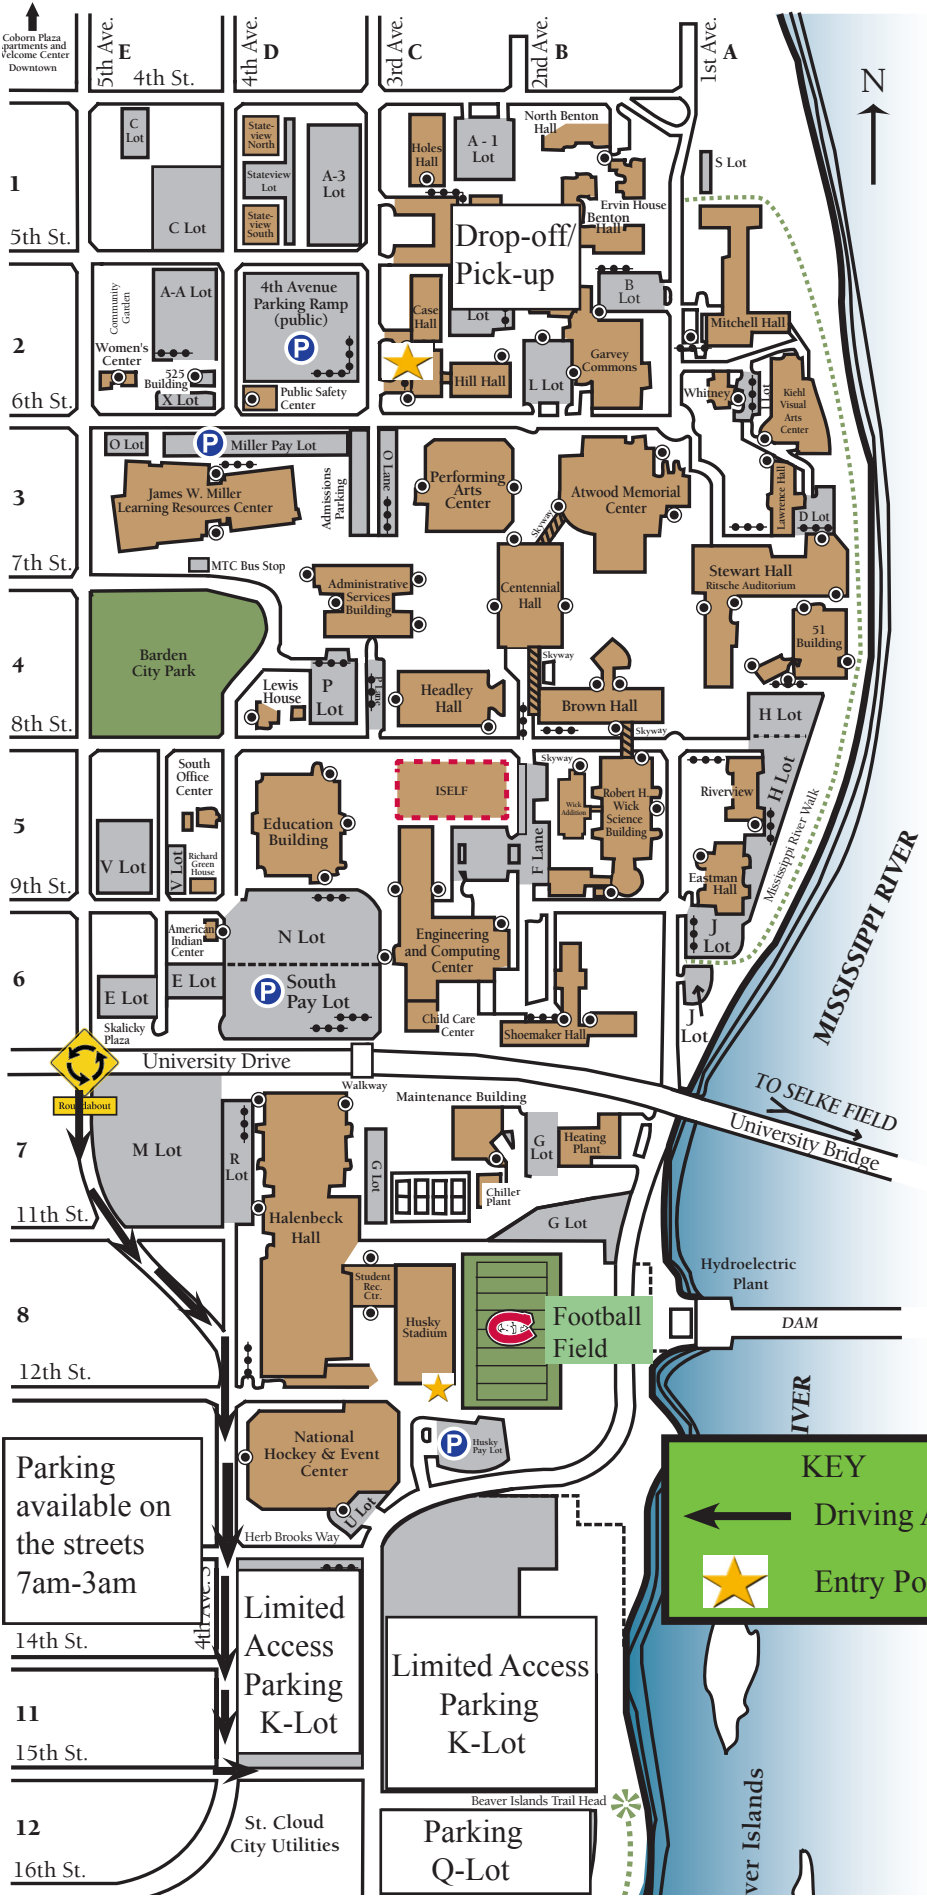 Coborn Plaza
Apartments and
Welcome Center
Downtown
5th Ave.
E
4th St.
4th Ave.
D
3rd Ave.
C
2nd Ave.
B
1st Ave.
A
N
1
5th St.
2
6th St.
3
7th St.
4
8th St.
5
9th St.
6
7
11th St.
8
12th St.
14th St.
11
15th St.
12
16th St.
C
Lot
C Lot
State-
view
North
Stateview
Lot
State-
view
South
A-3
Lot
Holes
Hall
A - 1
Lot
North Benton
Hall
Ervin House
Benton
Hall
S Lot
Drop-off/
Pick-up
Community
Garden
A-A Lot
Women's
Center
525
Building
X Lot
4th Avenue
Parking Ramp
(public)
P
Public Safety
Center
Case
Hall
Lot
Hill Hall
L Lot
B
Lot
Garvey
Commons
Mitchell Hall
Whitney
I Lot
Kiehl
Visual
Arts
Center
O Lot
P
Miller Pay Lot
James W. Miller
Learning Resources Center
Admissions
Parking
O Lane
Performing
Arts
Center
Skyway
Atwood Memorial
Center
Lawrence Hall
D Lot
MTC Bus Stop
Administrative
Services
Building
Centennial
Hall
Stewart Hall
Ritsche Auditorium
51
Building
Barden
City Park
Lewis
House
P
Lot
P Lane
Headley
Hall
Skyway
Brown Hall
Skyway
H Lot
H Lot
South
Office
Center
V Lot
V Lot
Richard
Green
House
Education
Building
ISELF
F Lane
Skyway
Wick
Addition
Robert H.
Wick
Science
Building
Riverview
Eastman
Hall
Mississippi River Walk
MISSISSIPPI RIVER
American
Indian
Center
E Lot
E Lot
Skalicky
Plaza
N Lot
P
South
Pay Lot
Engineering
and Computing
Center
Child Care
Center
Shoemaker Hall
J
Lot
J
Lot
University Drive
Roundabout
Walkway
Maintenance Building
TO SELKE FIELD
University Bridge
M Lot
R
Lot
Halenbeck
Hall
G Lot
Chiller
Plant
G
Lot
Heating
Plant
G Lot
Hydroelectric
Plant
DAM
Student
Rec.
Ctr.
Husky
Stadium
Football
Field
National
Hockey & Event
Center
P
Husky
Pay Lot
U Lot
Herb Brooks Way
IVER
Parking
available on
the streets
7am-3am
4th Ave. S
KEY
Driving A
Entry Po
Limited
Access
Parking
K-Lot
Limited Access
Parking
K-Lot
Beaver Islands Trail Head
St. Cloud
City Utilities
Parking
Q-Lot
ver Islands